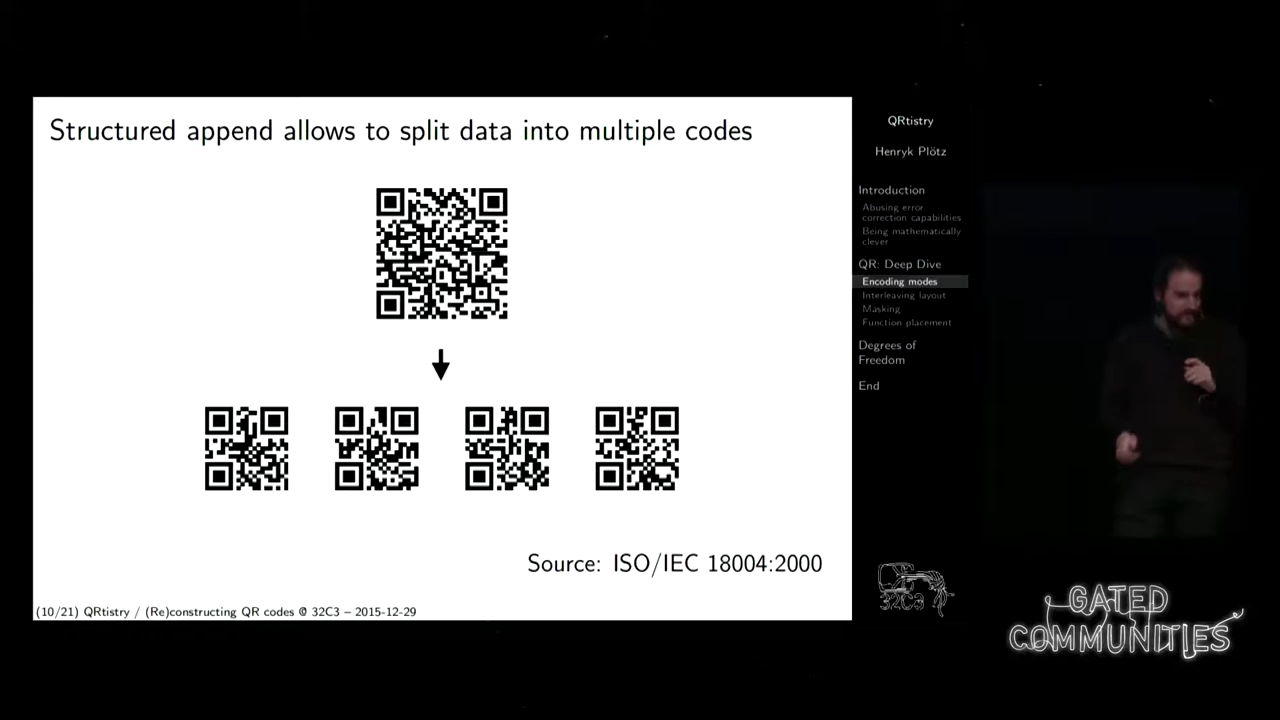 Structured append allows to split data into multiple codes
Source: ISO/IEC 18004:2000
(10/21) QRtistry / (Re)constructing QR codes @ 32C3 – 2015-12-29
QRtistry
Henryk Plötz
Introduction
Abusing error
correction capabilities
Being mathematically
clever
QR: Deep Dive
Encoding modes
Interleaving layout
Masking
Function placement
Degrees of
Freedom
End
32C3
GATED
COMMUNITIES